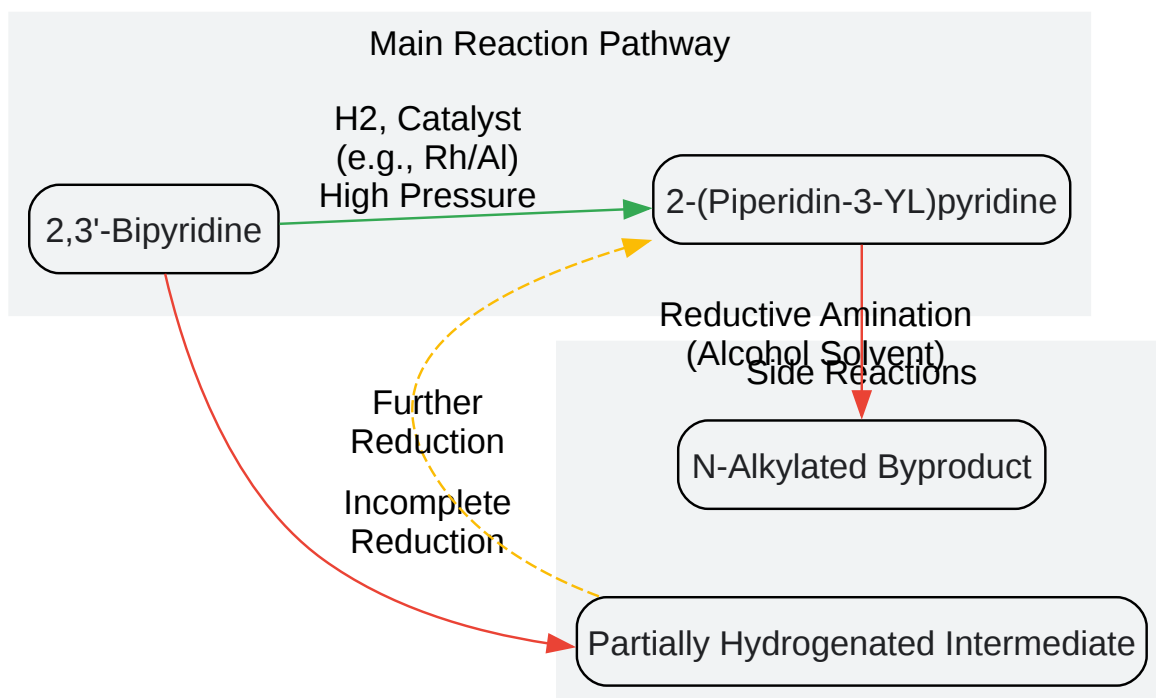 Main Reaction Pathway
H2, Catalyst
(e.g., Rh/Al)
High Pressure
2,3'-Bipyridine
2-(Piperidin-3-YL)pyridine
Reductive Amination
(Alcohol Solvent)
Side Reactions
Further
Reduction
N-Alkylated Byproduct
Incomplete
Reduction
Partially Hydrogenated Intermediate